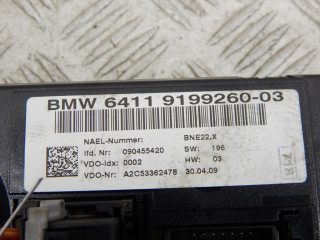 BMW 6411 9199260-03
NAEL-Nummer: BNE22.X
lfd. Nr: 090455420 SW: 196
VDO-Idx: 0002 HW: 03
VDO-Nr: A2C53362478 30.04.09